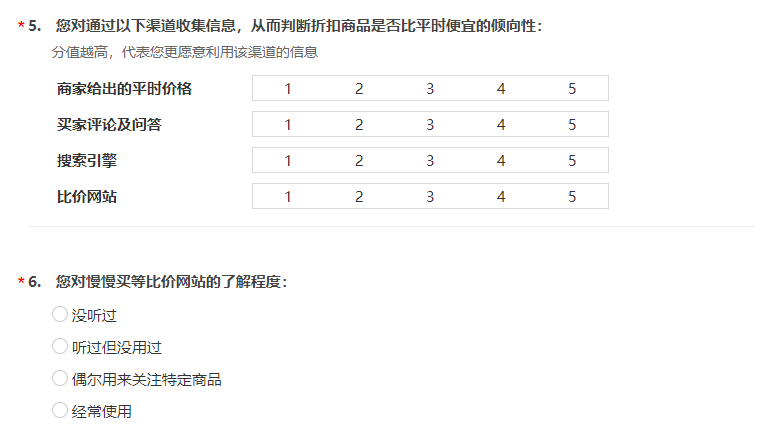 * 5. 您对通过以下渠道收集信息，从而判断折扣商品是否比平时便宜的倾向性：
分值越高，代表您更愿意利用该渠道的信息
商家给出的平时价格 1 2 3 4 5
买家评论及问答 1 2 3 4 5
搜索引擎 1 2 3 4 5
比价网站 1 2 3 4 5
* 6. 您对慢慢买等比价网站的了解程度：
没听过
听过但没用过
偶尔用来关注特定商品
经常使用